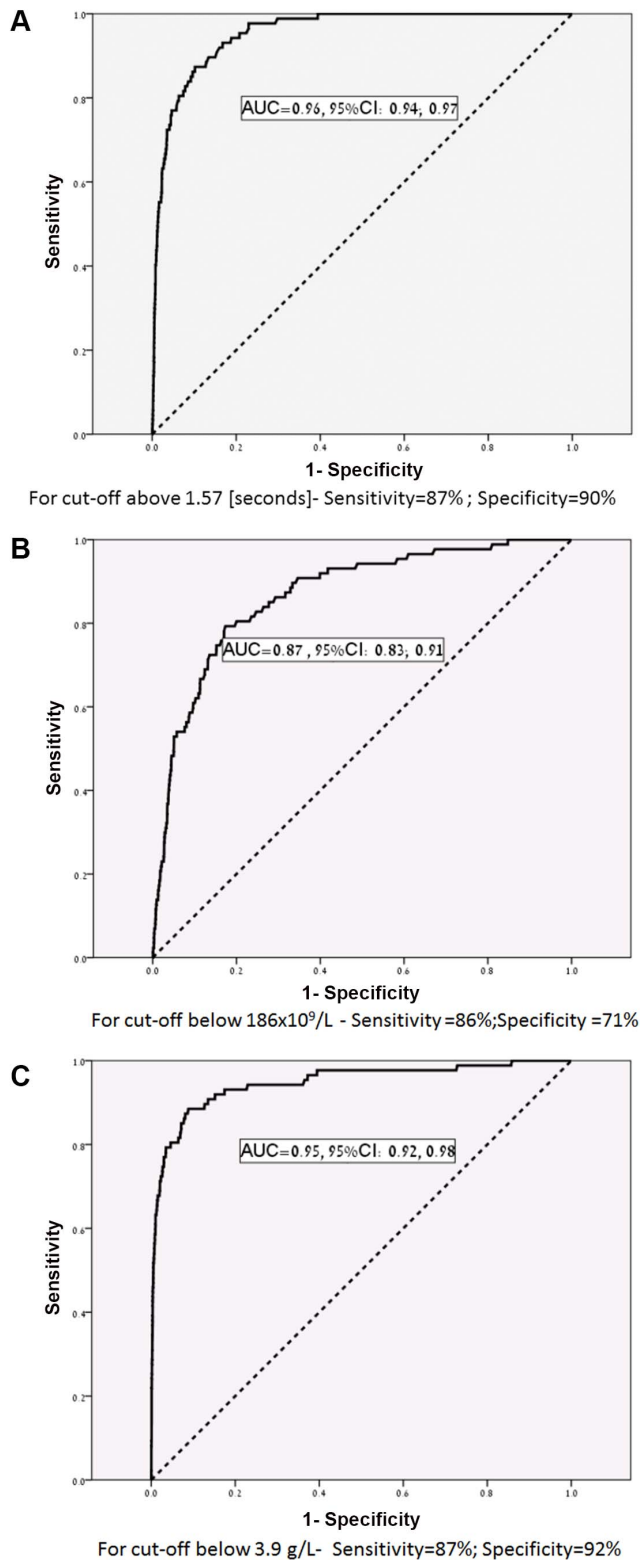 A
1.0
0.8
AUC=0.96, 95%CI: 0.94; 0.97
0.6
Sensitivity
0.4
0.2
0.0
0.0 0.2 0.4 0.6 0.8 1.0
1- Specificity
For cut-off above 1.57 [seconds]- Sensitivity=87% ; Specificity=90%
B
1.0
0.8
AUC=0.87 , 95%CI: 0.83; 0.91
0.6
Sensitivity
0.4
0.2
0.0
0.0 0.2 0.4 0.6 0.8 1.0
1- Specificity
For cut-off below 186x10⁹/L - Sensitivity =86%;Specificity =71%
C
1.0
0.8
AUC=0.95, 95%CI: 0.92, 0.98
0.6
Sensitivity
0.4
0.2
0.0
0.0 0.2 0.4 0.6 0.8 1.0
1- Specificity
For cut-off below 3.9 g/L- Sensitivity=87%; Specificity=92%